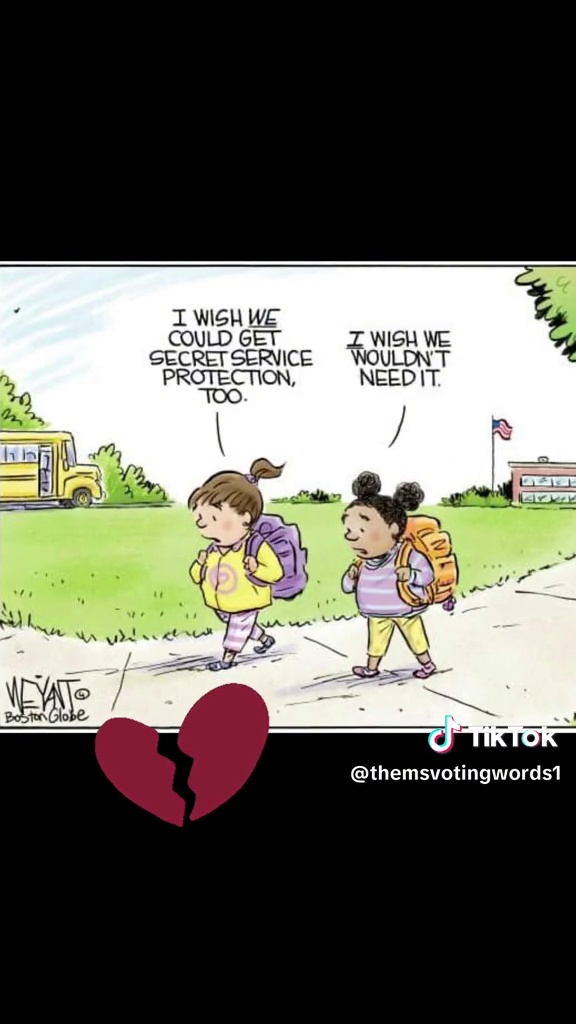 I WISH WE
COULD GET
SECRET SERVICE
PROTECTION,
TOO.
I WISH WE
WOULDN'T
NEED IT.
WEYANT ©
Boston Globe
TikTok
@themsvotingwords1